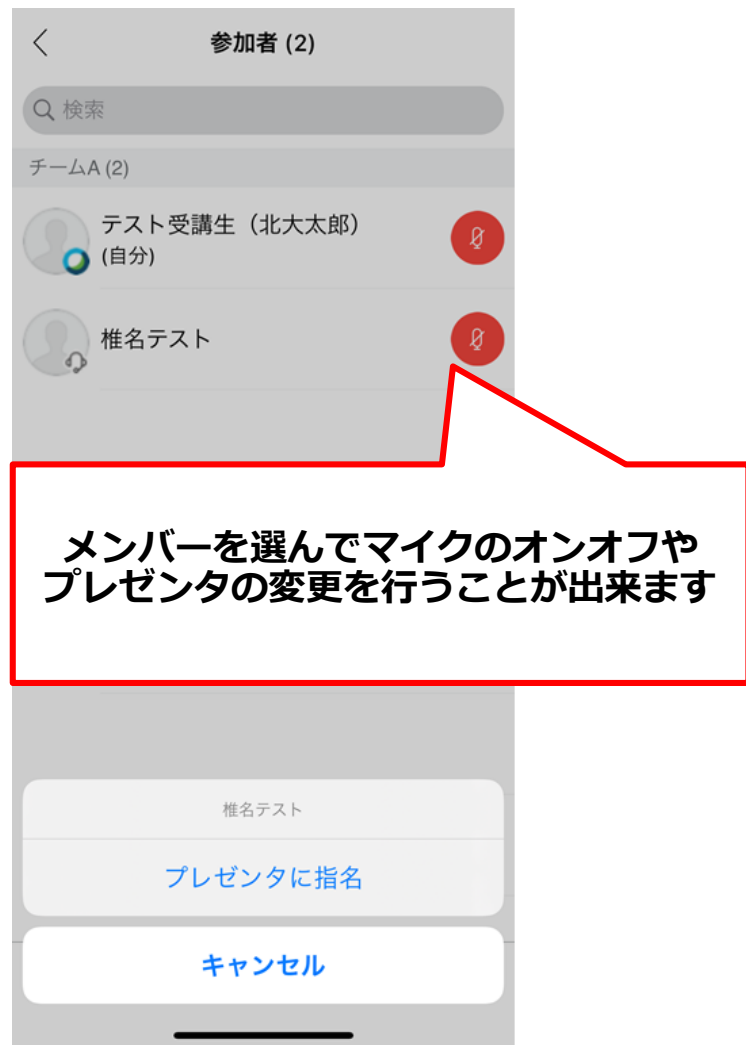 参加者 (2)
検索
チームA (2)
テスト受講生（北大太郎）
(自分)
椎名テスト
メンバーを選んでマイクのオンオフや
プレゼンタの変更を行うことが出来ます
椎名テスト
プレゼンタに指名
キャンセル